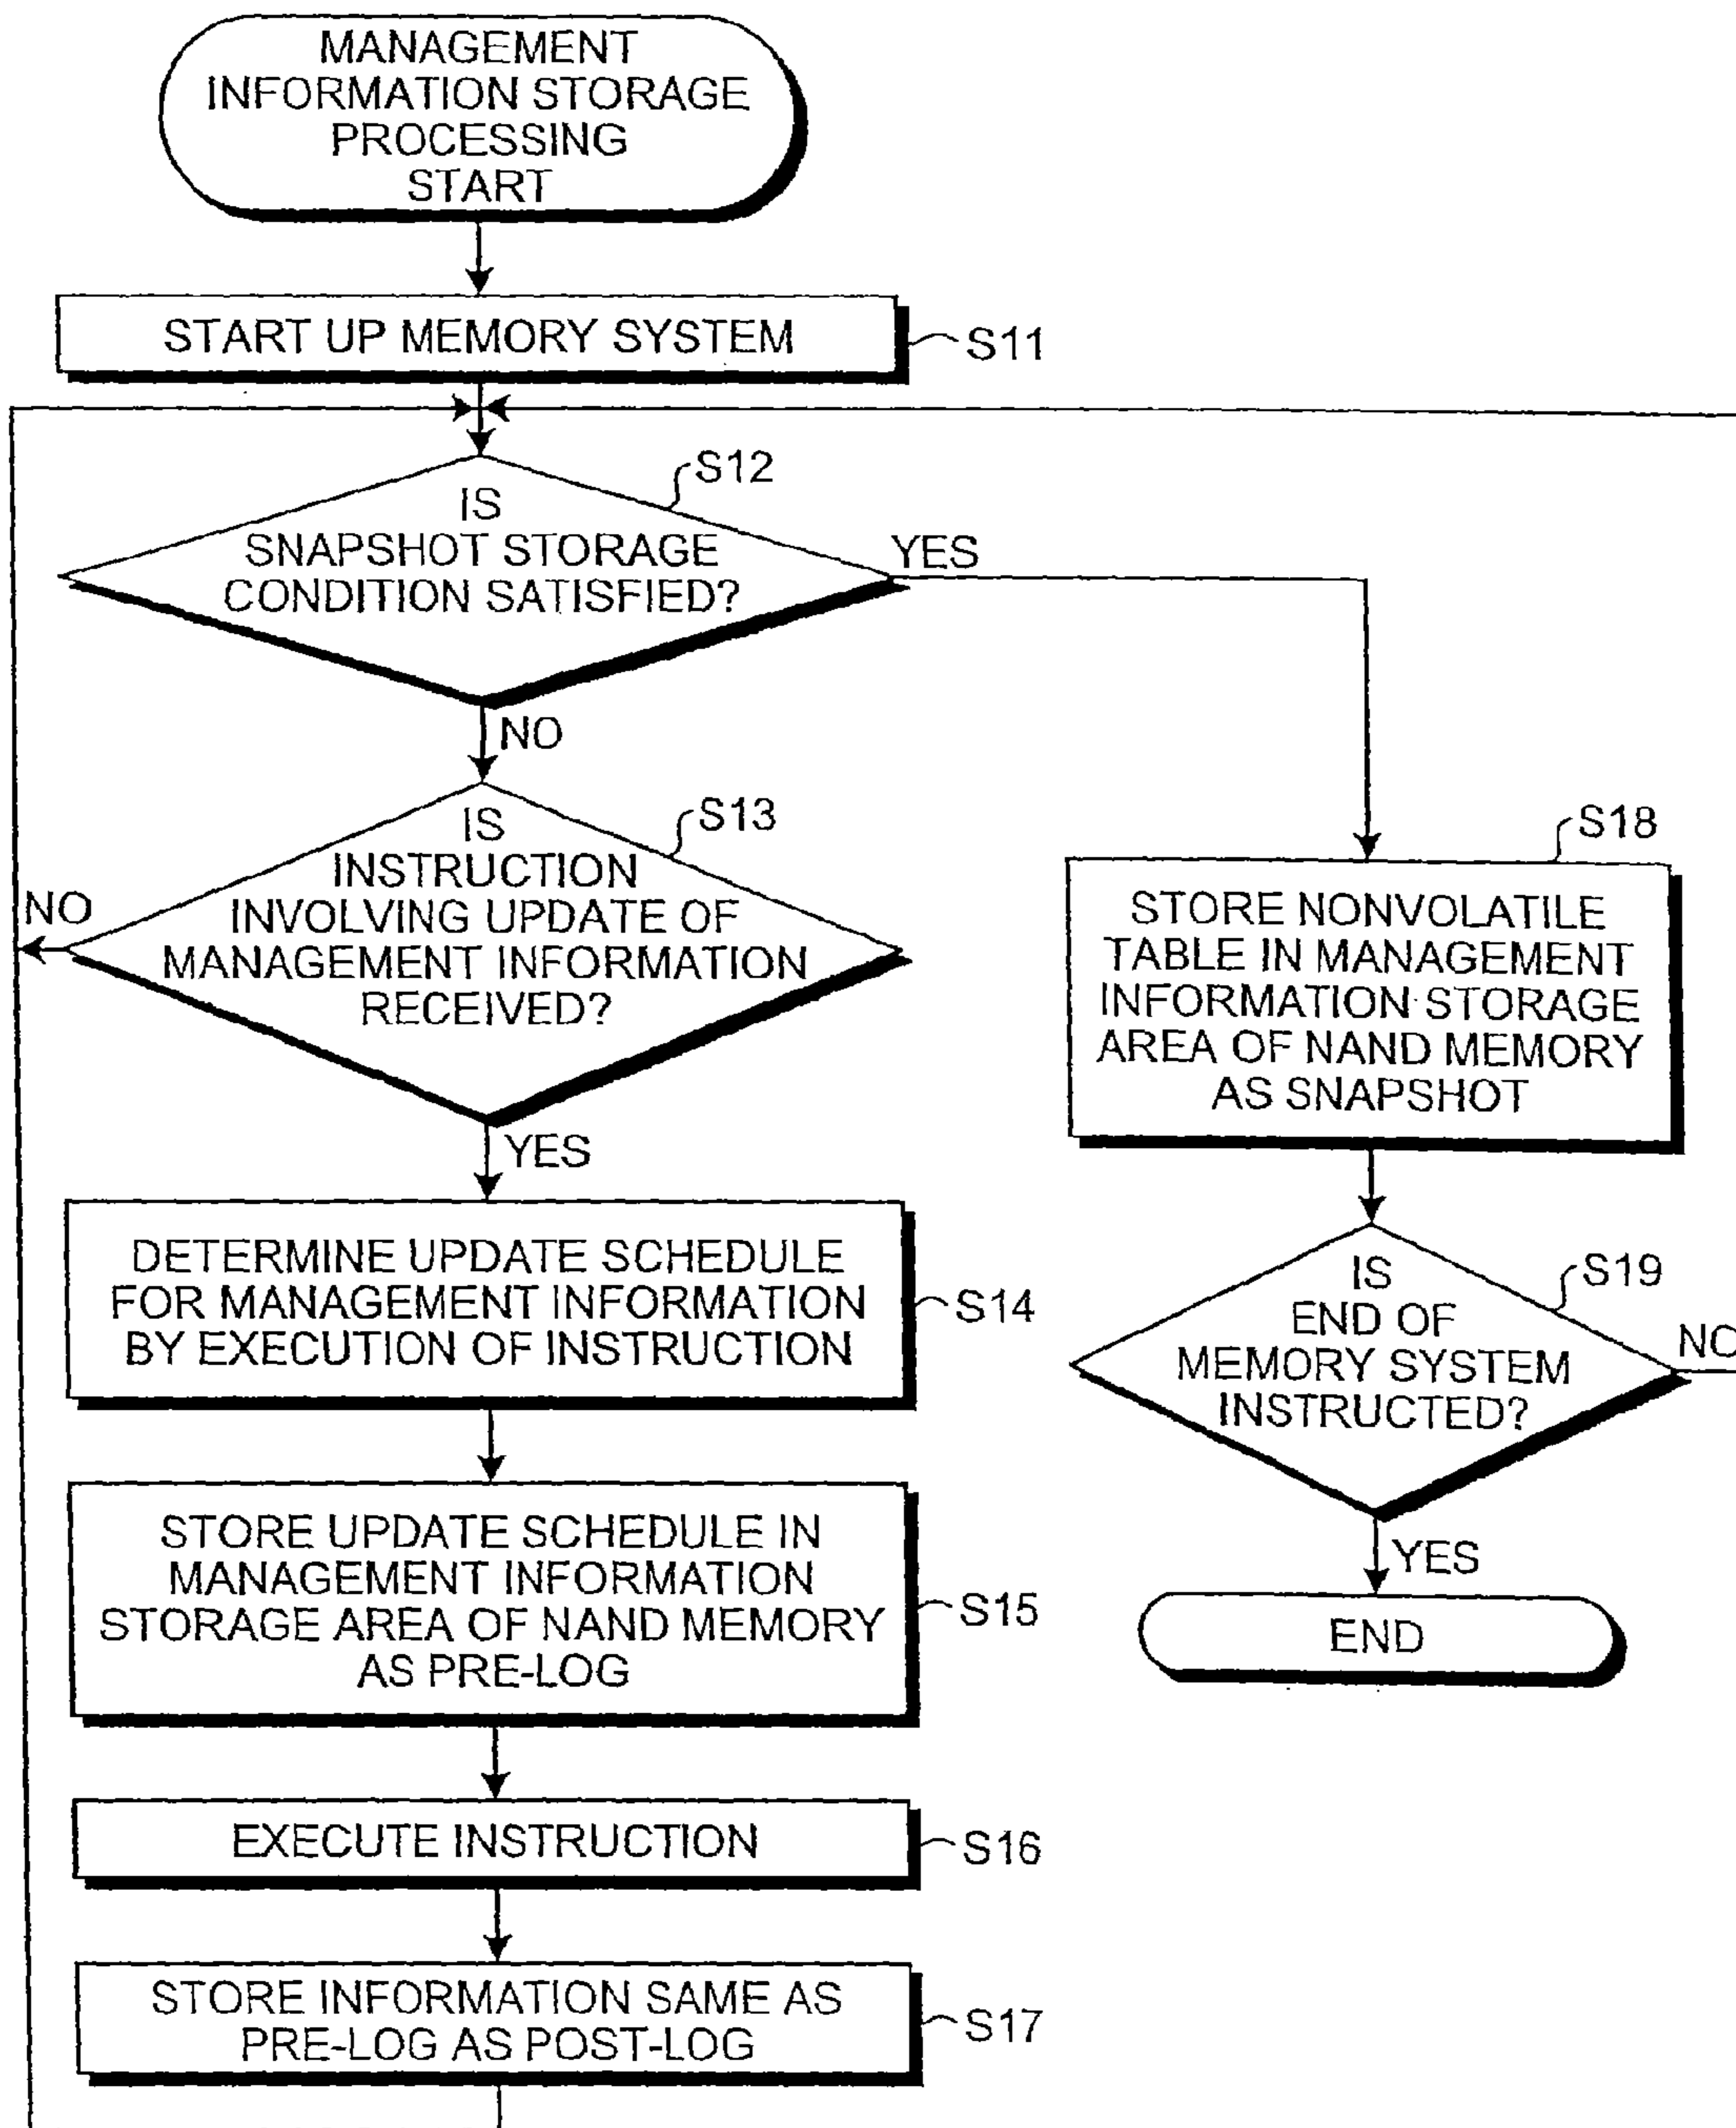 MANAGEMENT
INFORMATION STORAGE
PROCESSING
START
START UP MEMORY SYSTEM
S11
S12
IS
SNAPSHOT STORAGE
CONDITION SATISFIED?
YES
NO
S13
IS
INSTRUCTION
INVOLVING UPDATE OF
MANAGEMENT INFORMATION
RECEIVED?
NO
YES
DETERMINE UPDATE SCHEDULE
FOR MANAGEMENT INFORMATION
BY EXECUTION OF INSTRUCTION
S14
STORE UPDATE SCHEDULE IN
MANAGEMENT INFORMATION
STORAGE AREA OF NAND MEMORY
AS PRE-LOG
S15
EXECUTE INSTRUCTION
S16
STORE INFORMATION SAME AS
PRE-LOG AS POST-LOG
S17
S18
STORE NONVOLATILE
TABLE IN MANAGEMENT
INFORMATION STORAGE
AREA OF NAND MEMORY
AS SNAPSHOT
S19
IS
END OF
MEMORY SYSTEM
INSTRUCTED?
NO
YES
END